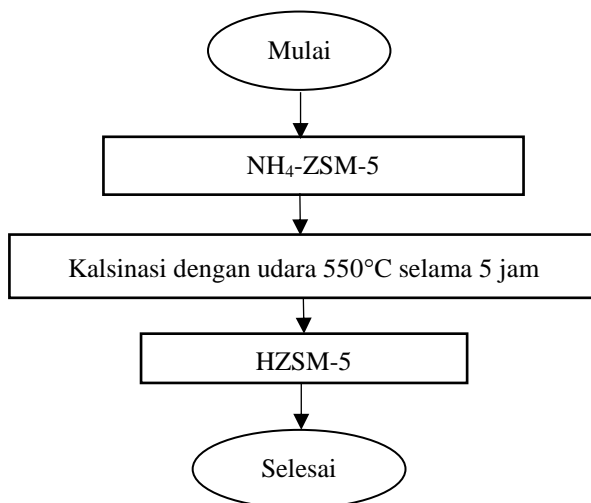 Mulai
NH₄-ZSM-5
Kalsinasi dengan udara 550°C selama 5 jam
HZSM-5
Selesai